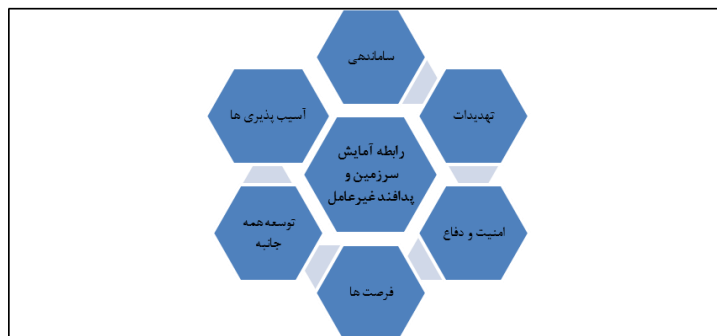 ساماندهی
تهدیدات
آسیب پذیری ها
رابطه آمایش
سرزمین و
پدافند غیرعامل
امنیت و دفاع
توسعه همه
جانبه
فرصت ها